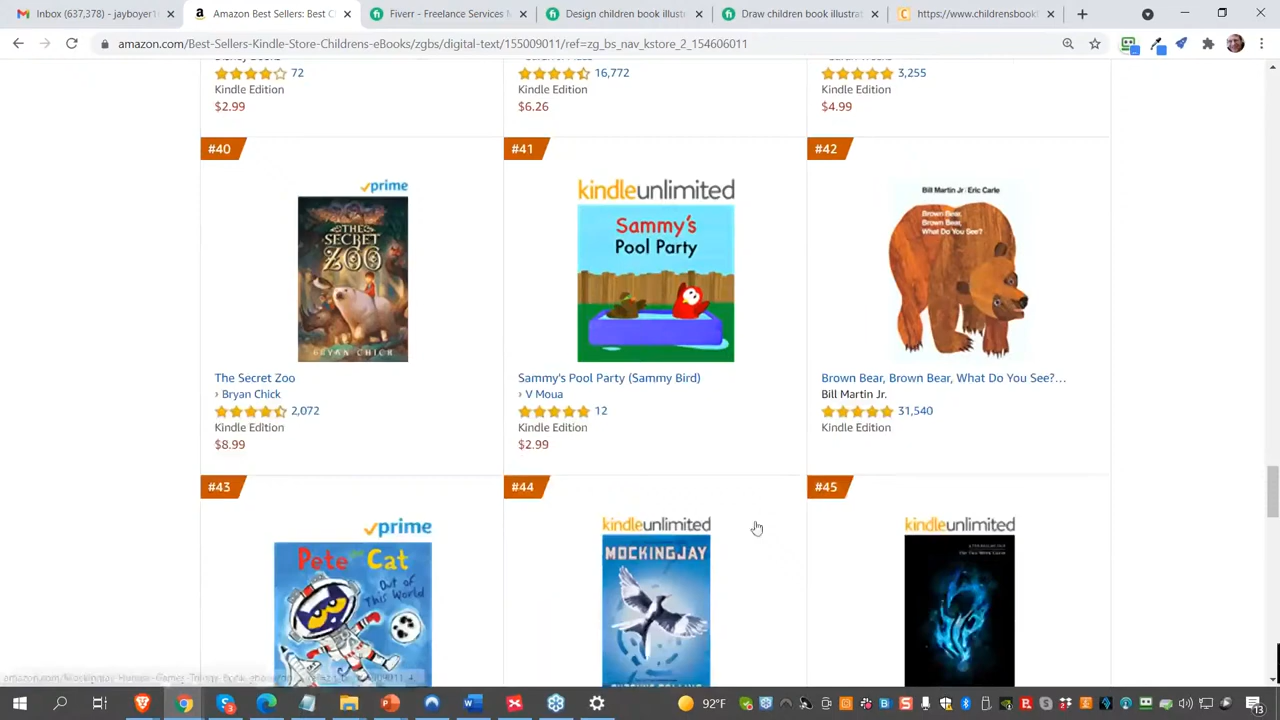 Inbox (637,378) - jayboyer1
Amazon Best Sellers: Best Childr
Fiverr - Freelance Services M
Design children book illustrat
Draw children book illustrat
https://www.childrensbookf
amazon.com/Best-Sellers-Kindle-Store-Childrens-eBooks/zgbs/digital-text/155009011/ref=zg_bs_nav_kstore_2_154606011
72
16,772
3,255
Kindle Edition
Kindle Edition
Kindle Edition
$2.99
$6.26
$4.99
#40
#41
#42
prime
kindleunlimited
Bill Martin Jr / Eric Carle
THE SECRET ZOO
BRYAN CHICK
Sammy's
Pool Party
Brown Bear,
Brown Bear,
What Do You See?
The Secret Zoo
Sammy's Pool Party (Sammy Bird)
Brown Bear, Brown Bear, What Do You See?…
› Bryan Chick
› V Moua
Bill Martin Jr.
2,072
12
31,540
Kindle Edition
Kindle Edition
Kindle Edition
$8.99
$2.99
#43
#44
#45
prime
kindleunlimited
kindleunlimited
Pete the Cat
Out of
This World
MOCKINGJAY
92°F